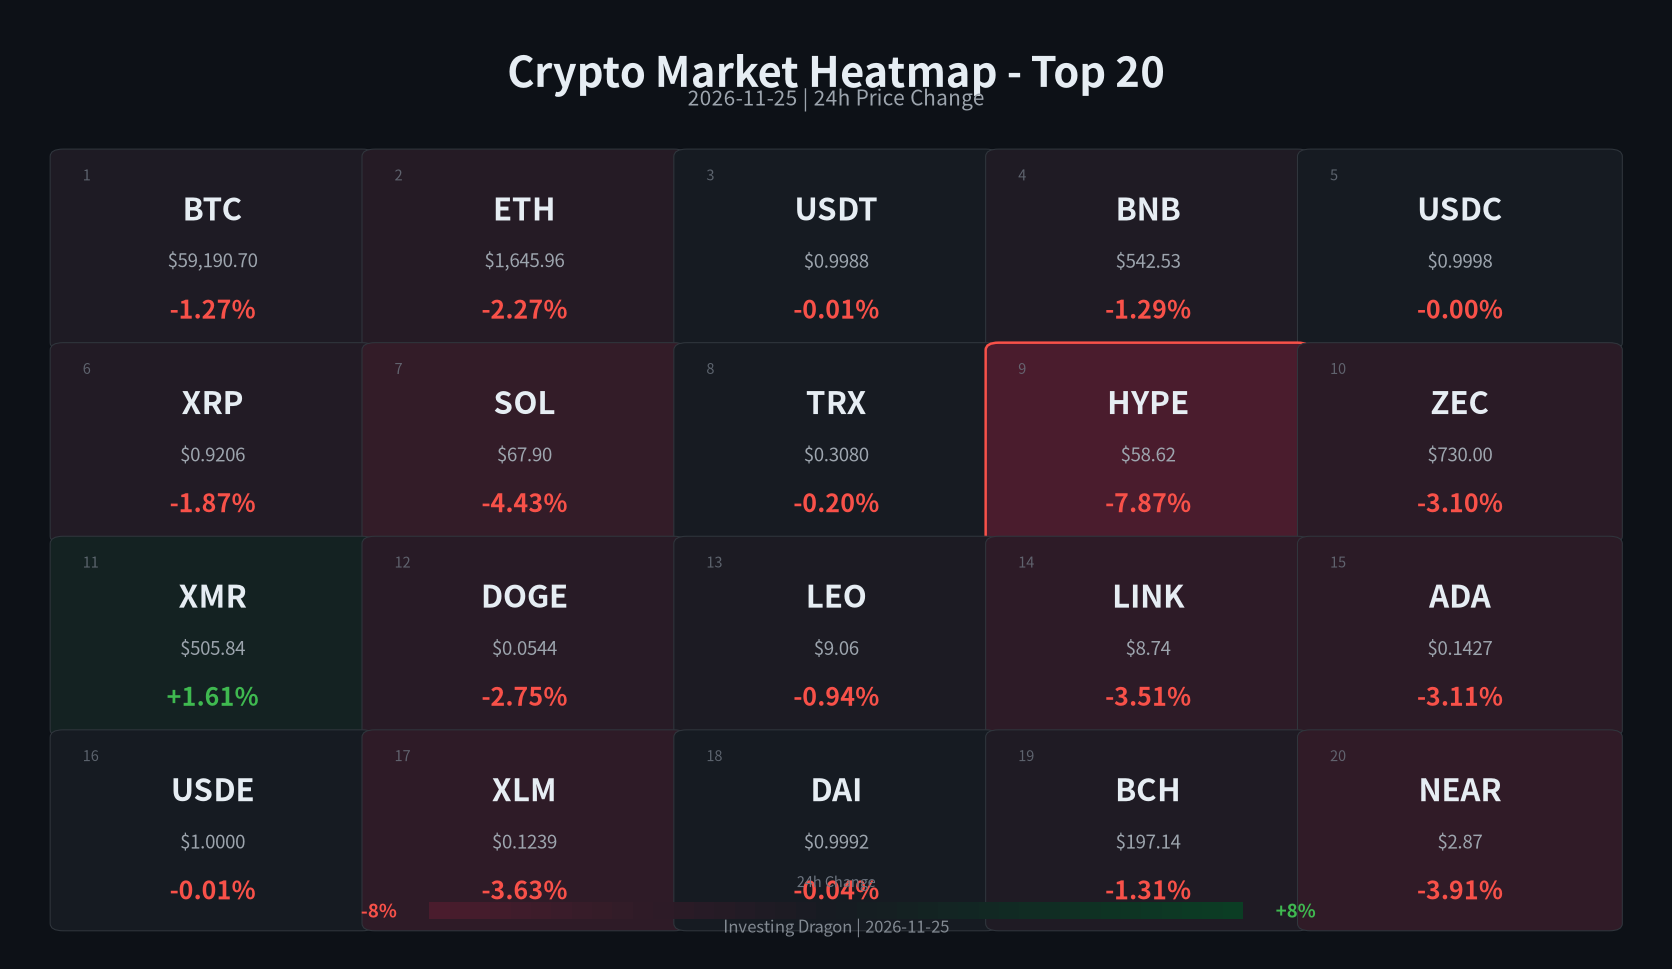 Crypto Market Heatmap - Top 20
2026-11-25 | 24h Price Change
1
BTC
$59,190.70
-1.27%
2
ETH
$1,645.96
-2.27%
3
USDT
$0.9988
-0.01%
4
BNB
$542.53
-1.29%
5
USDC
$0.9998
-0.00%
6
XRP
$0.9206
-1.87%
7
SOL
$67.90
-4.43%
8
TRX
$0.3080
-0.20%
9
HYPE
$58.62
-7.87%
10
ZEC
$730.00
-3.10%
11
XMR
$505.84
+1.61%
12
DOGE
$0.0544
-2.75%
13
LEO
$9.06
-0.94%
14
LINK
$8.74
-3.51%
15
ADA
$0.1427
-3.11%
16
USDE
$1.0000
-0.01%
17
XLM
$0.1239
-3.63%
18
DAI
$0.9992
-0.04%
19
BCH
$197.14
-1.31%
20
NEAR
$2.87
-3.91%
24h Change
-8%
+8%
Investing Dragon | 2026-11-25